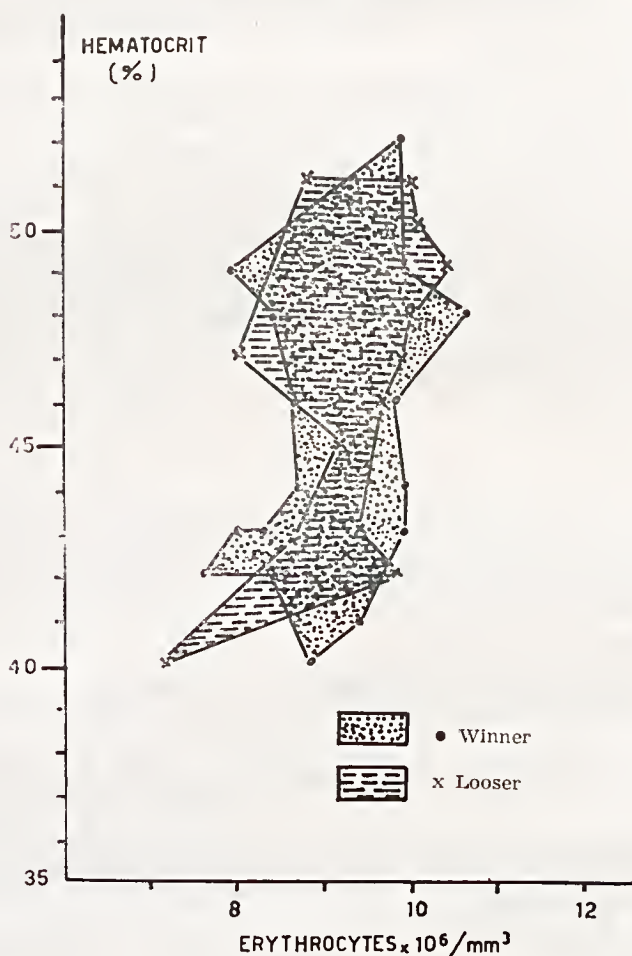 HEMATOCRIT
(%)
50
45
40
35
8
10
12
ERYTHROCYTES x 10⁶/mm³
• Winner
x Looser